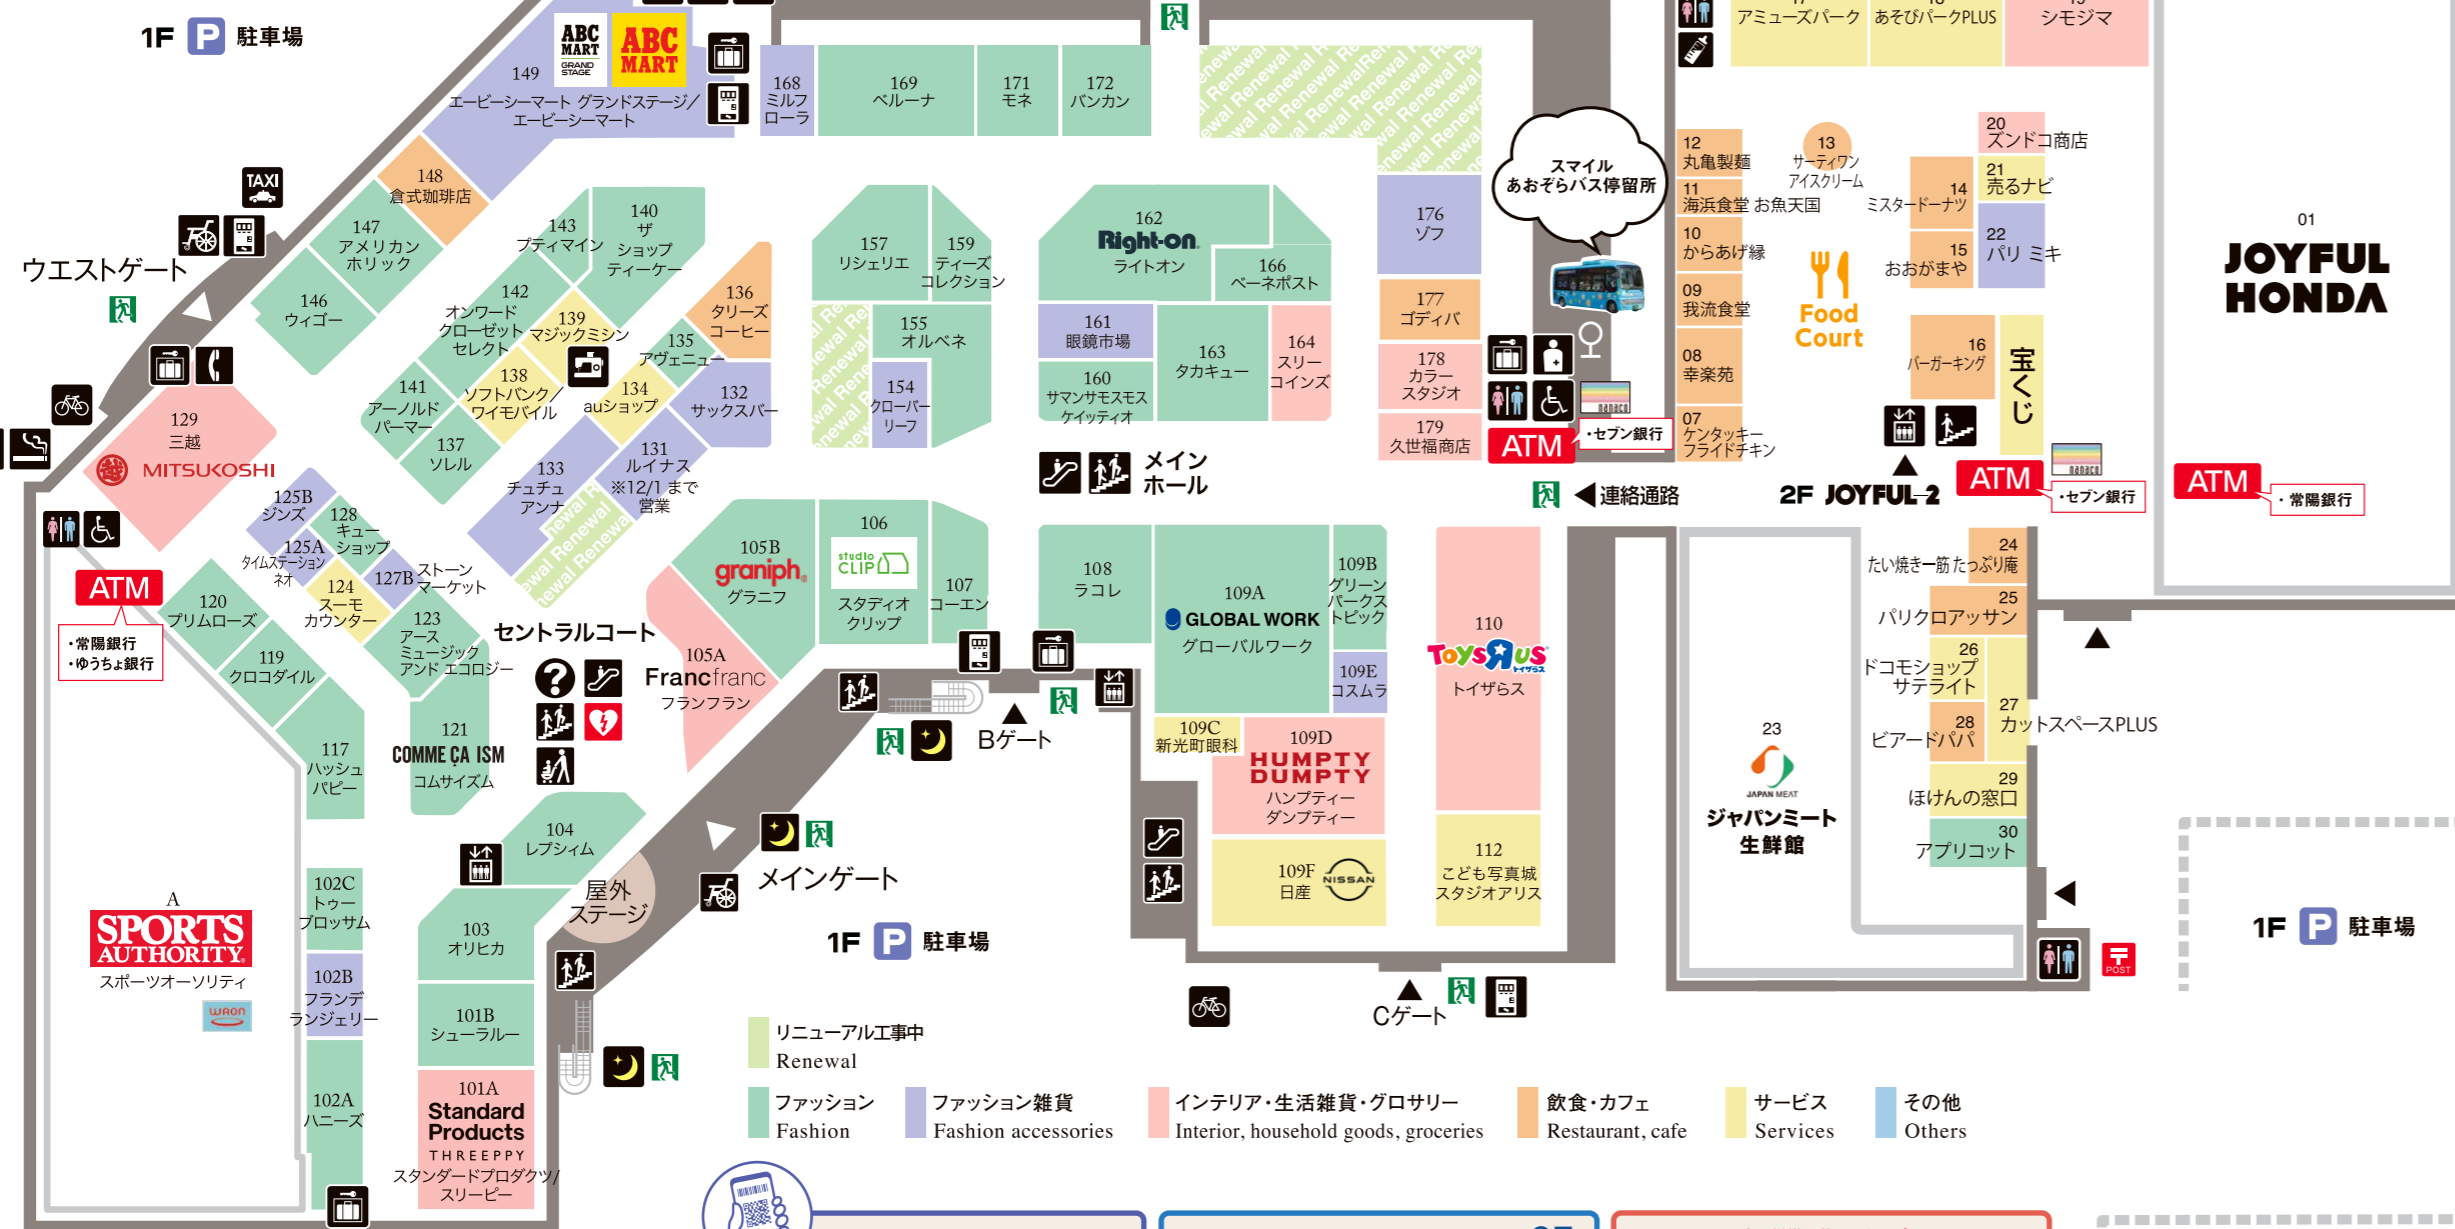 1F P 駐車場
ABC
MART
GRAND
STAGE
ABC
MART
149
エービーシーマート グランドステージ/
エービーシーマート
168
ミルフ
ローラ
169
ベルーナ
171
モネ
172
バンカン
Renewal Renewal Renewal
アミューズパーク
あそびパークPLUS
シモジマ
148
倉式珈琲店
147
アメリカン
ホリック
146
ウィゴー
TAXI
ウエストゲート
143
プティマイン
140
ザ
ショップ
ティーケー
142
オンワード
クローゼット
セレクト
139
マジックミシン
136
タリーズ
コーヒー
135
アヴェニュー
141
アーノルド
パーマー
138
ソフトバンク/
ワイモバイル
134
auショップ
132
サックスバー
137
ソレル
133
チュチュ
アンナ
131
ルイナス
※12/1 まで
営業
Renewal Renewal
157
リシェリエ
159
ティーズ
コレクション
155
オルベネ
154
クローバー
リーフ
Renewal Renewal
162
Right-on
ライトオン
166
ベーネポスト
161
眼鏡市場
163
タカキュー
164
スリー
コインズ
160
サマンサモスモス
ケイッティオ
176
ゾフ
177
ゴディバ
178
カラー
スタジオ
179
久世福商店
スマイル
あおぞらバス停留所
nanaco
ATM
・セブン銀行
12
丸亀製麺
11
海浜食堂 お魚天国
10
からあげ縁
09
我流食堂
08
幸楽苑
07
ケンタッキー
フライドチキン
13
サーティワン
アイスクリーム
Food
Court
14
ミスタードーナツ
15
おおがまや
16
バーガーキング
20
ズンドコ商店
21
売るナビ
22
パリ ミキ
宝くじ
01
JOYFUL
HONDA
ATM
・常陽銀行
2F JOYFUL-2
ATM
nanaco
・セブン銀行
連絡通路
メイン
ホール
129
三越
MITSUKOSHI
125B
ジンズ
128
キュー
ショップ
125A
タイムステーション
ネオ
127B
ストーン
マーケット
124
スーモ
カウンター
123
アース
ミュージック
アンド エコロジー
ATM
・常陽銀行
・ゆうちょ銀行
120
プリムローズ
119
クロコダイル
117
ハッシュ
パピー
121
COMME ÇA ISM
コムサイズム
セントラルコート
105B
graniph
グラニフ
105A
Francfranc
フランフラン
106
studio
CLIP
スタディオ
クリップ
107
コーエン
108
ラコレ
109A
GLOBAL WORK
グローバルワーク
109B
グリーン
パークス
トピック
109E
コスムラ
109C
新光町眼科
109D
HUMPTY
DUMPTY
ハンプティー
ダンプティー
109F
日産
NISSAN
110
ToysЯUs
トイザらス
トイザらス
112
こども写真城
スタジオアリス
Bゲート
Cゲート
メインゲート
屋外
ステージ
104
レプシィム
103
オリヒカ
101B
シューラルー
101A
Standard
Products
THREEPPY
スタンダードプロダクツ/
スリーピー
102C
トゥー
ブロッサム
102B
フランデ
ランジェリー
102A
ハニーズ
A
SPORTS
AUTHORITY
スポーツオーソリティ
WAON
1F P 駐車場
23
JAPAN MEAT
ジャパンミート
生鮮館
24
たい焼き一筋 たっぷり庵
25
パリクロアッサン
26
ドコモショップ
サテライト
27
カットスペースPLUS
28
ビアードパパ
29
ほけんの窓口
30
アプリコット
POST
1F P 駐車場
リニューアル工事中
Renewal
ファッション
Fashion
ファッション雑貨
Fashion accessories
インテリア・生活雑貨・グロサリー
Interior, household goods, groceries
飲食・カフェ
Restaurant, cafe
サービス
Services
その他
Others